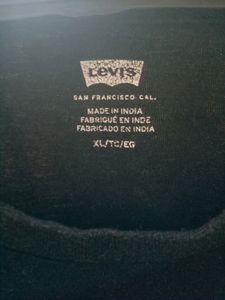 Levi's
SAN FRANCISCO CAL.
MADE IN INDIA
FABRIQUÉ EN INDE
FABRICADO EN INDIA
XL/TG/EG